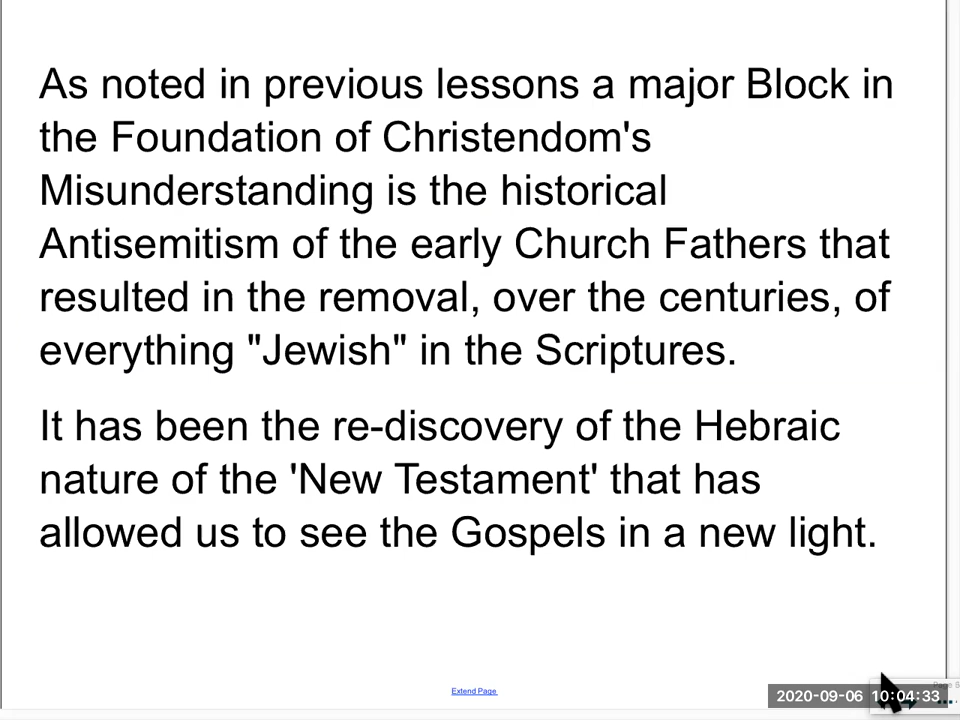 As noted in previous lessons a major Block in
the Foundation of Christendom's
Misunderstanding is the historical
Antisemitism of the early Church Fathers that
resulted in the removal, over the centuries, of
everything "Jewish" in the Scriptures.
It has been the re-discovery of the Hebraic
nature of the 'New Testament' that has
allowed us to see the Gospels in a new light.
Extend Page
2020-09-06 10:04:33